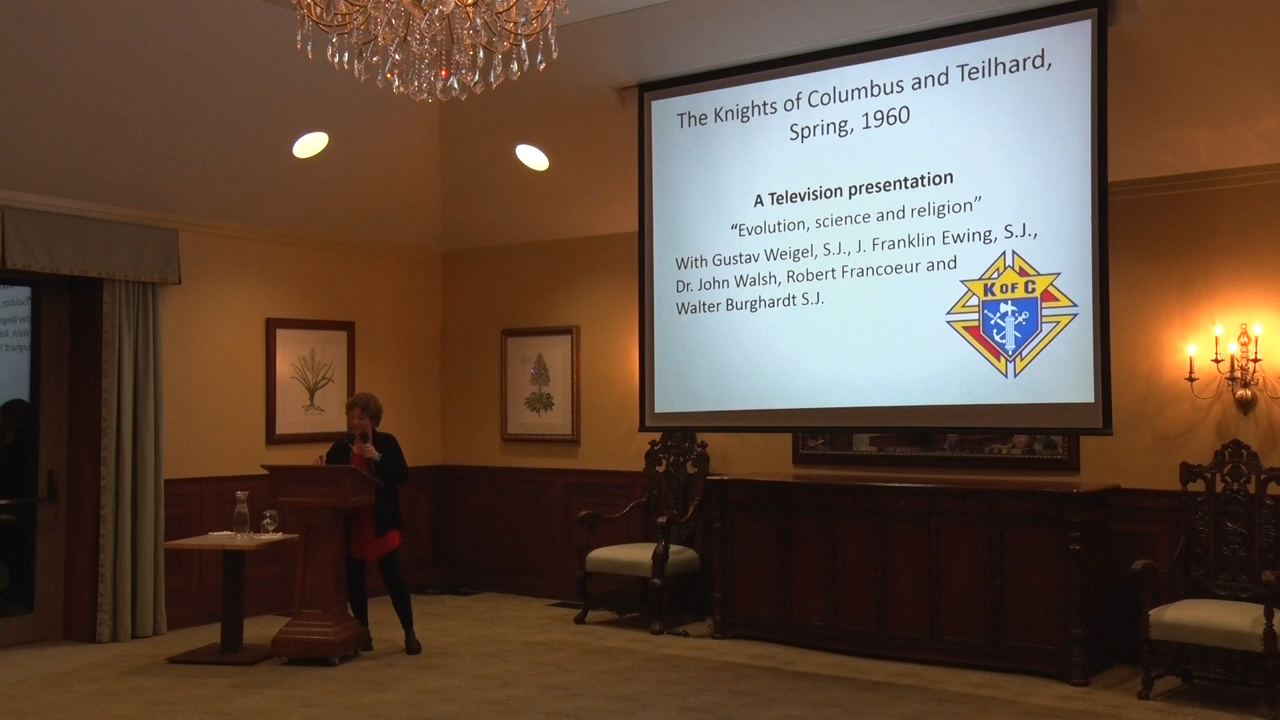 The Knights of Columbus and Teilhard,
Spring, 1960
A Television presentation
“Evolution, science and religion”
With Gustav Weigel, S.J., J. Franklin Ewing, S.J.,
Dr. John Walsh, Robert Francoeur and
Walter Burghardt S.J.
K OF C